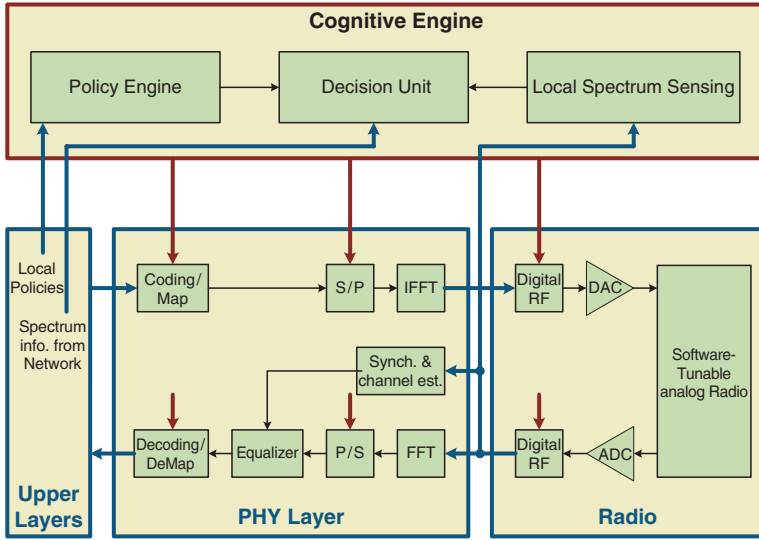 Cognitive Engine
Policy Engine
Decision Unit
Local Spectrum Sensing
Local
Policies
Spectrum
info. from
Network
Upper
Layers
Coding/
Map
S/P
IFFT
Synch. &
channel est.
Decoding/
DeMap
Equalizer
P/S
FFT
PHY Layer
Digital
RF
DAC
Software-
Tunable
analog Radio
Digital
RF
ADC
Radio